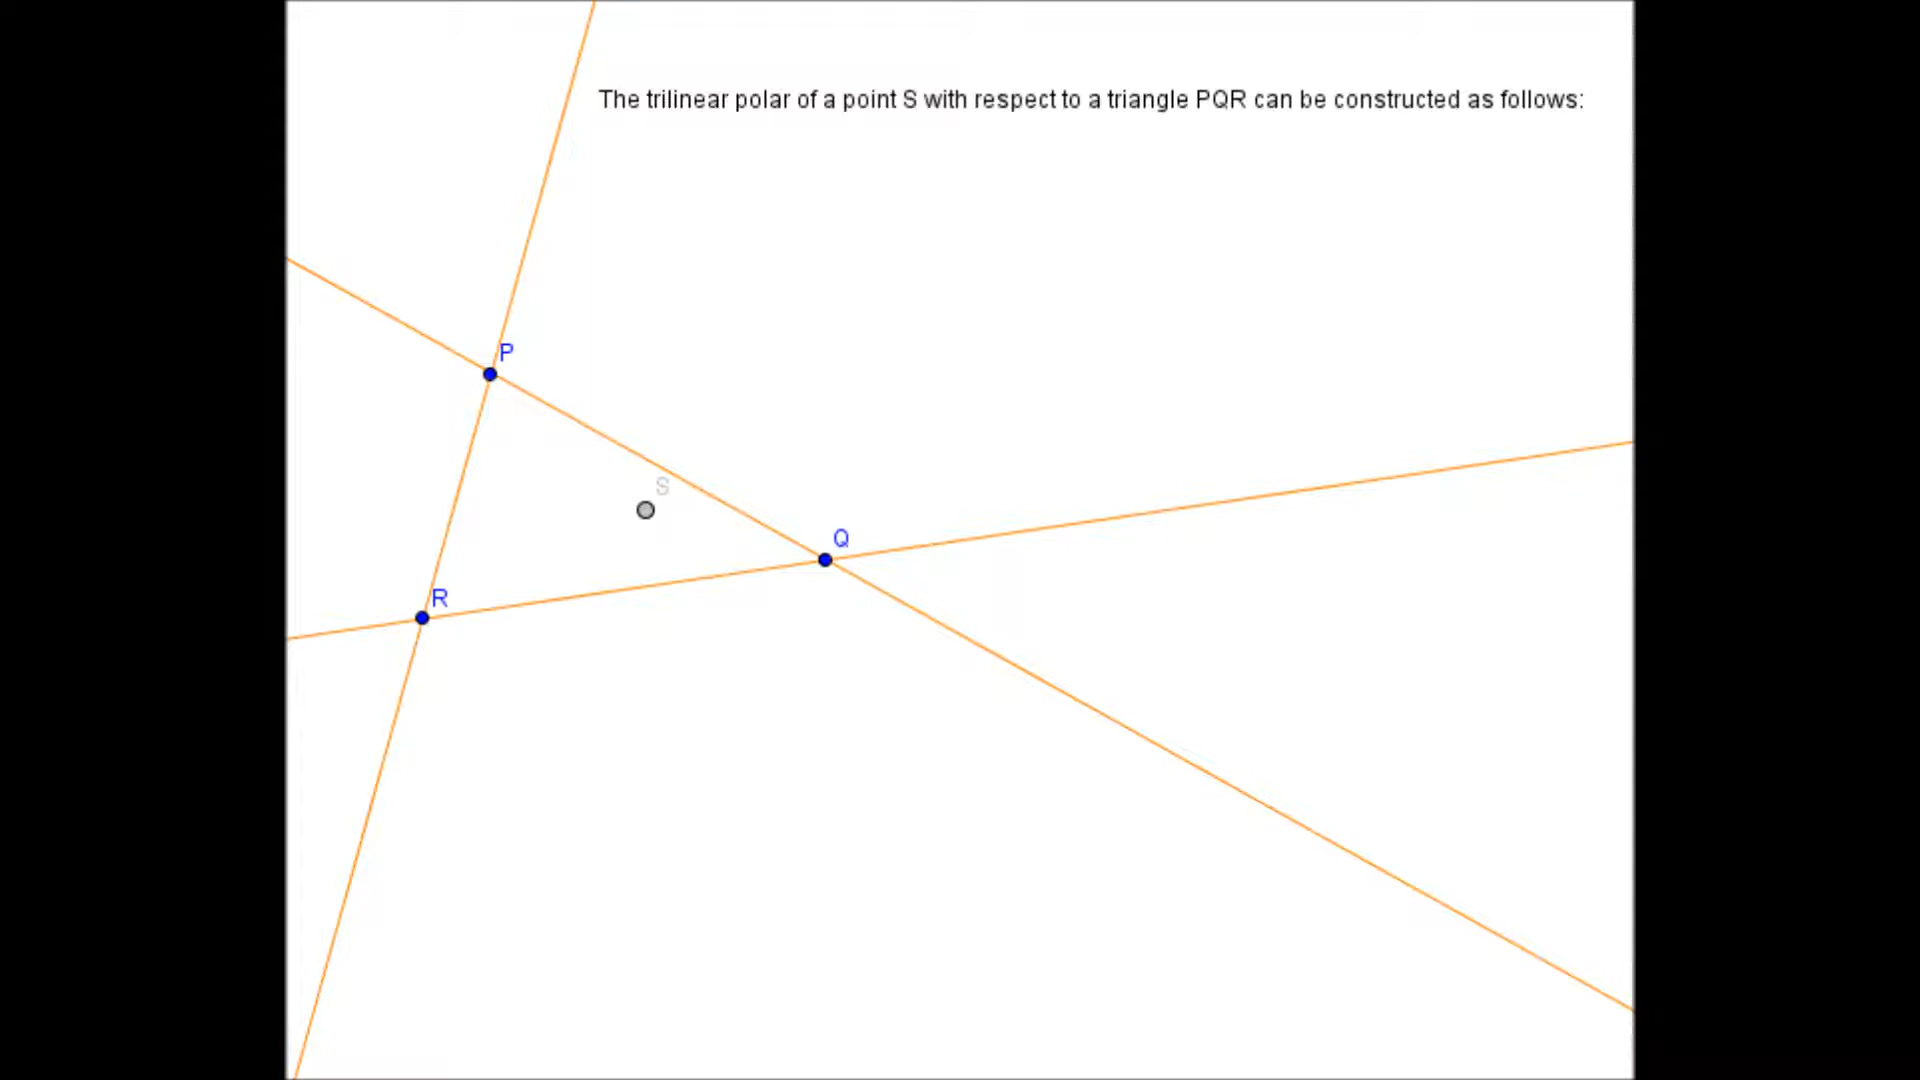 The trilinear polar of a point S with respect to a triangle PQR can be constructed as follows:
P
S
Q
R